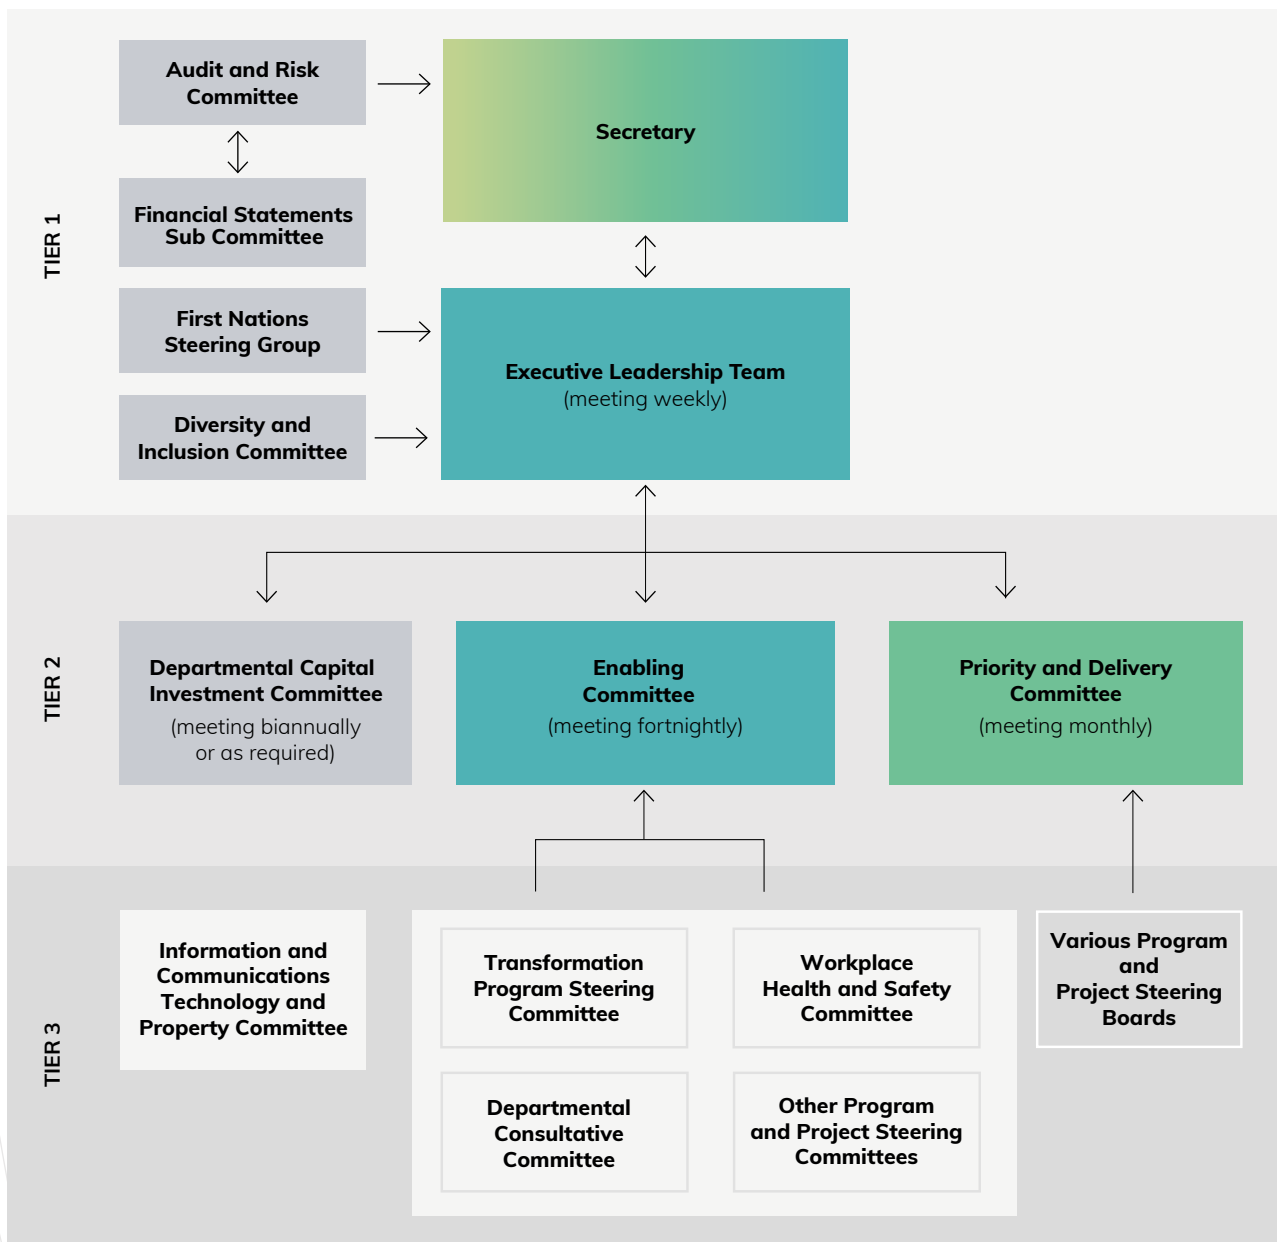 TIER 1
Audit and Risk
Committee
Secretary
Financial Statements
Sub Committee
First Nations
Steering Group
Executive Leadership Team
(meeting weekly)
Diversity and
Inclusion Committee
TIER 2
Departmental Capital
Investment Committee
(meeting biannually
or as required)
Enabling
Committee
(meeting fortnightly)
Priority and Delivery
Committee
(meeting monthly)
TIER 3
Information and
Communications
Technology and
Property Committee
Transformation
Program Steering
Committee
Workplace
Health and Safety
Committee
Various Program
and
Project Steering
Boards
Departmental
Consultative
Committee
Other Program
and Project Steering
Committees